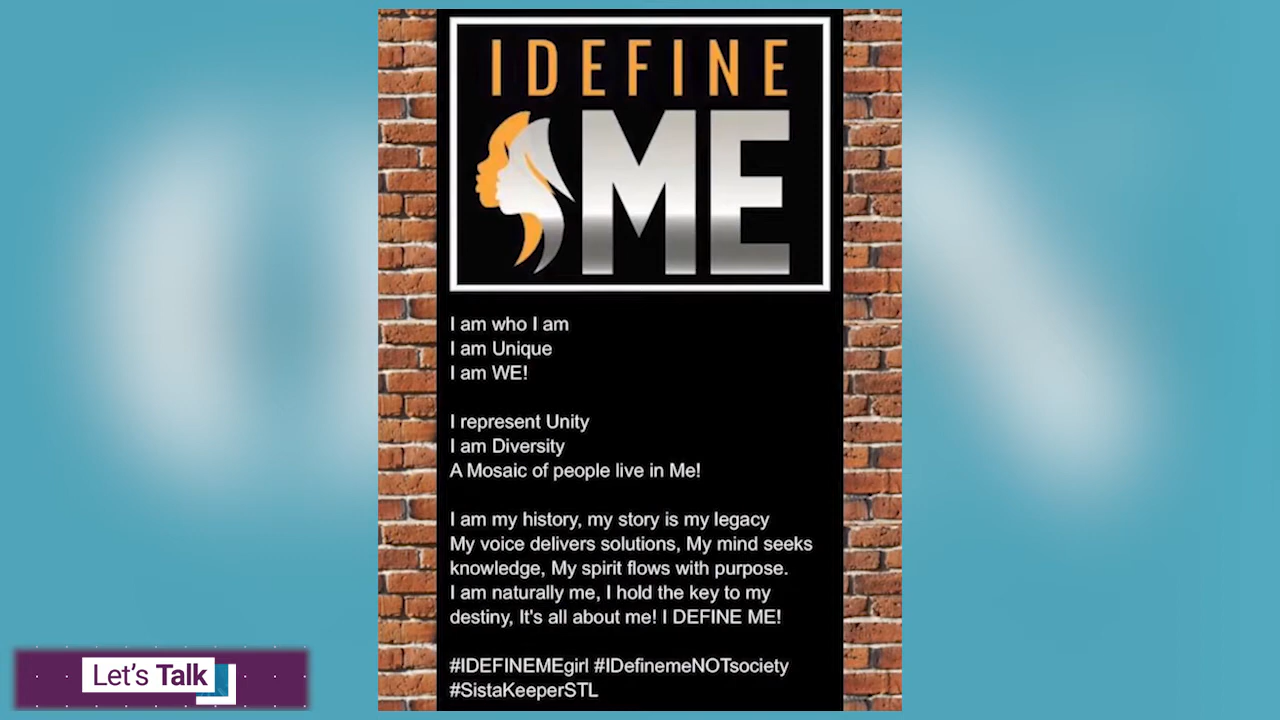 IDEFINE
ME
I am who I am
I am Unique
I am WE!
I represent Unity
I am Diversity
A Mosaic of people live in Me!
I am my history, my story is my legacy
My voice delivers solutions, My mind seeks
knowledge, My spirit flows with purpose.
I am naturally me, I hold the key to my
destiny, It's all about me! I DEFINE ME!
#IDEFINEMEgirl #IDefinemeNOTsociety
#SistaKeeperSTL
Let's Talk